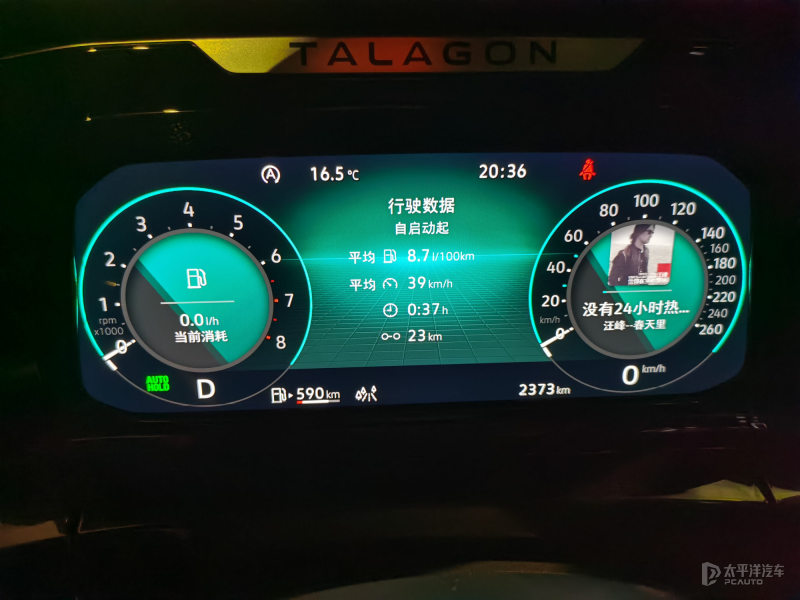 TALAGON
16.5°C
20:36
行驶数据
自启动起
平均 8.7 l/100km
平均 39 km/h
0:37 h
23 km
0
1
2
3
4
5
6
7
8
rpm
x1000
0.0 l/h
当前消耗
0
20
40
60
80
100
120
140
160
180
200
220
240
260
km/h
没有24小时热...
汪峰--春天里
AUTO
HOLD
D
590 km
2373 km
0 km/h
太平洋汽车
PCAUTO